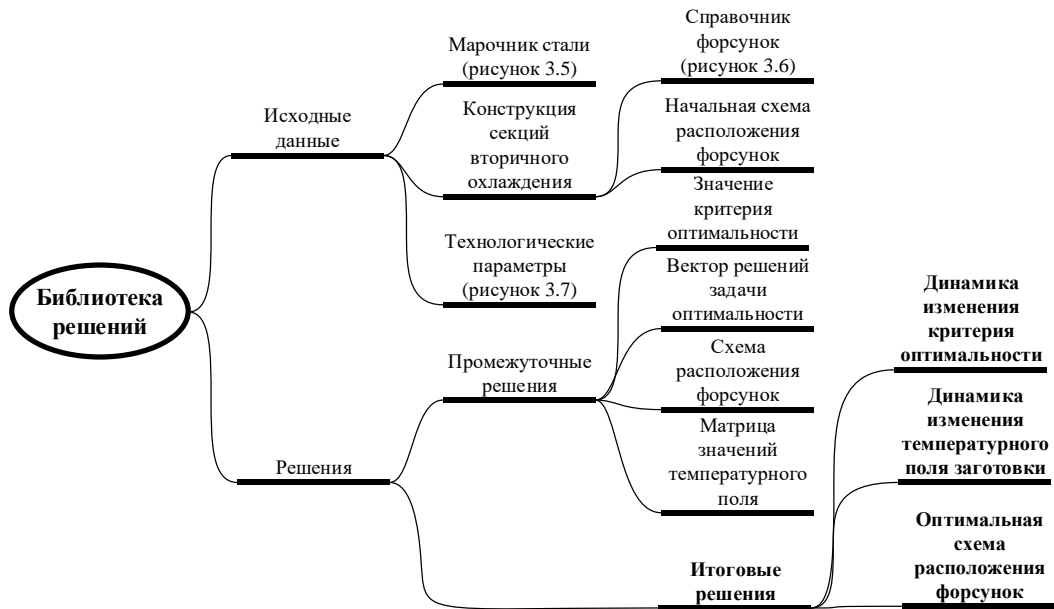 Библиотека
решений
Исходные
данные
Марочник стали
(рисунок 3.5)
Конструкция
секций
вторичного
охлаждения
Справочник
форсунок
(рисунок 3.6)
Начальная схема
расположения
форсунок
Технологические
параметры
(рисунок 3.7)
Решения
Промежуточные
решения
Значение
критерия
оптимальности
Вектор решений
задачи
оптимальности
Схема
расположения
форсунок
Матрица
значений
температурного
поля
Итоговые
решения
Динамика
изменения
критерия
оптимальности
Динамика
изменения
температурного
поля заготовки
Оптимальная
схема
расположения
форсунок